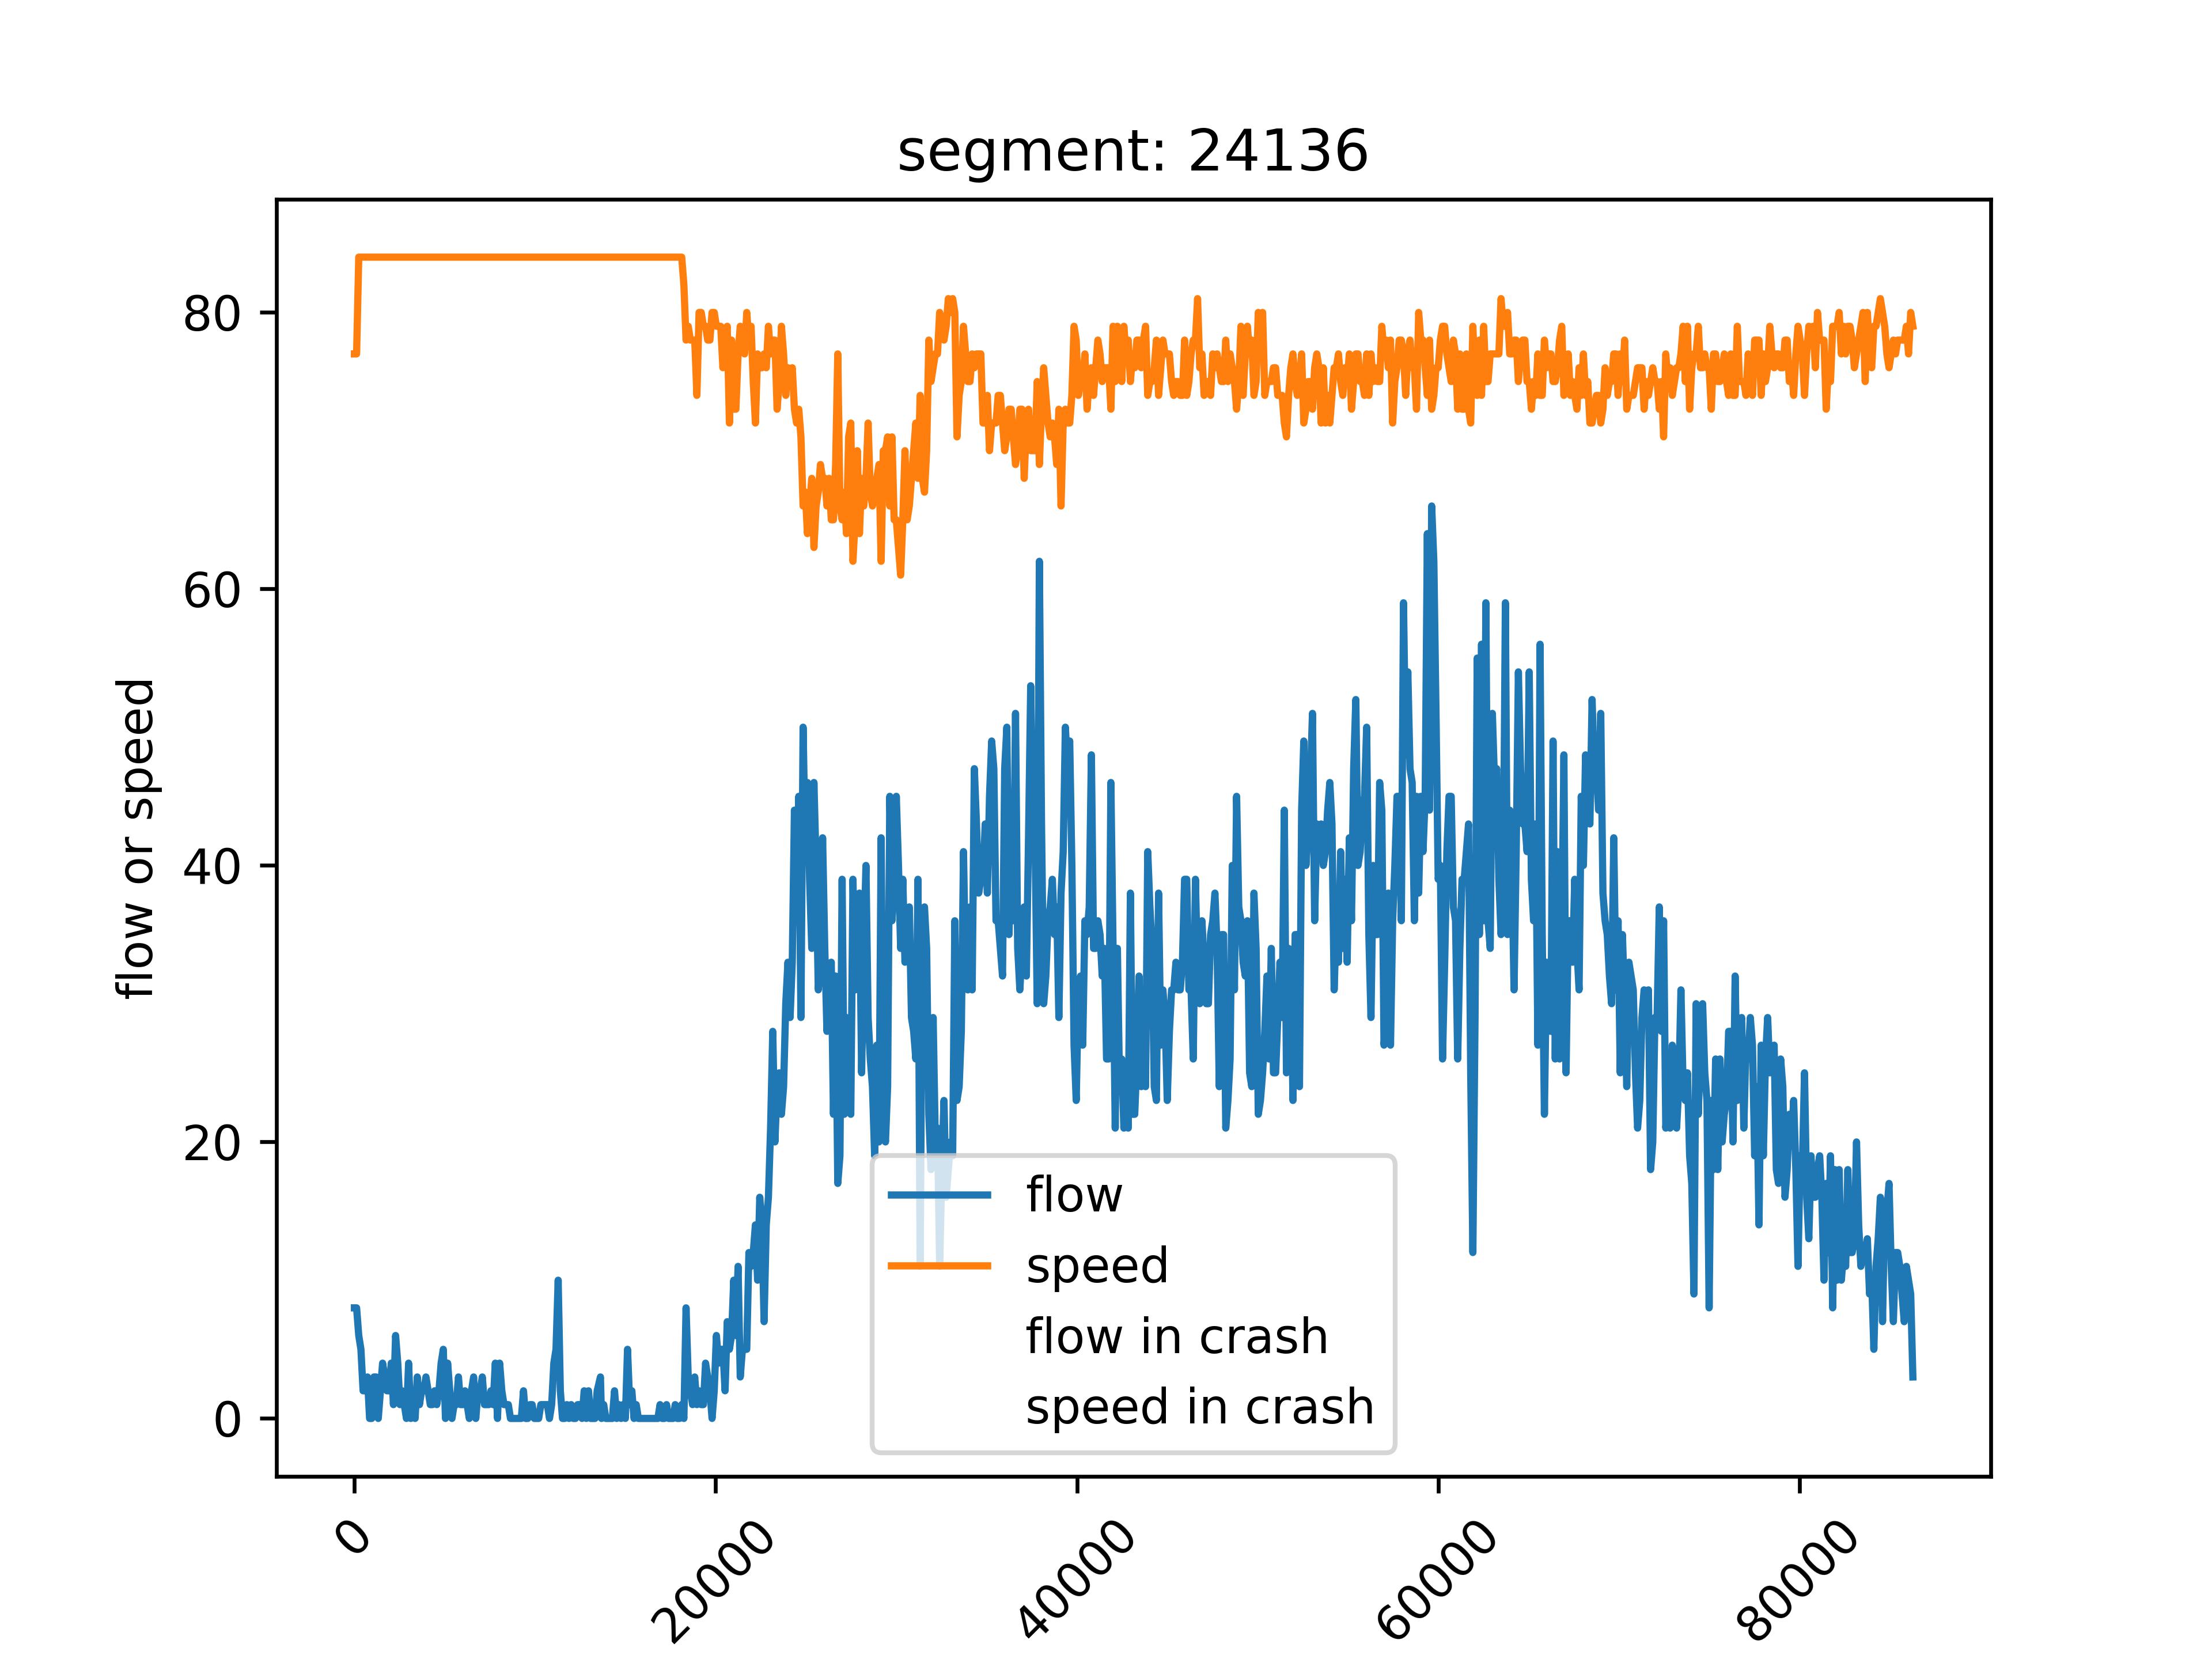 segment: 24136
80
60
40
20
0
flow or speed
flow
speed
flow in crash
speed in crash
0
20000
40000
60000
80000